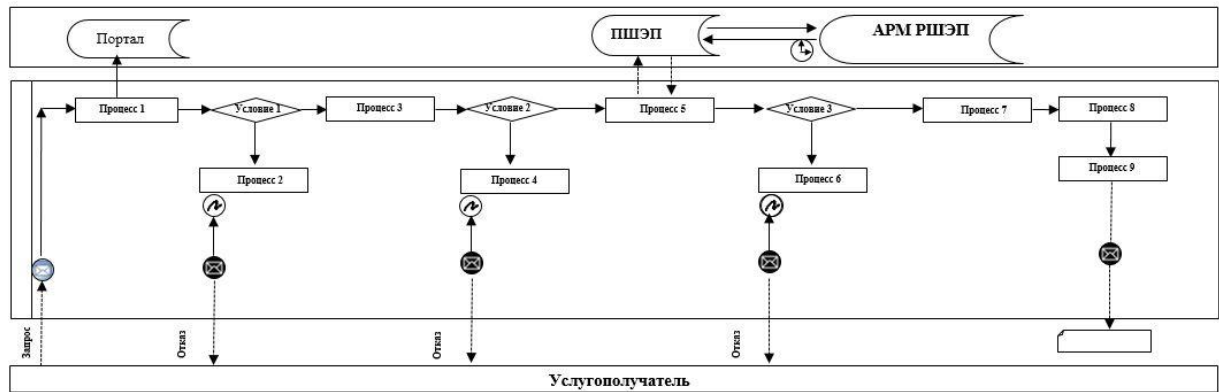 Портал
ПШЭП
АРМ РШЭП
Процесс 1
Условие 1
Процесс 3
Условие 2
Процесс 5
Условие 3
Процесс 7
Процесс 8
Процесс 2
Процесс 4
Процесс 6
Процесс 9
Запрос
Отказ
Отказ
Отказ
Услугополучатель